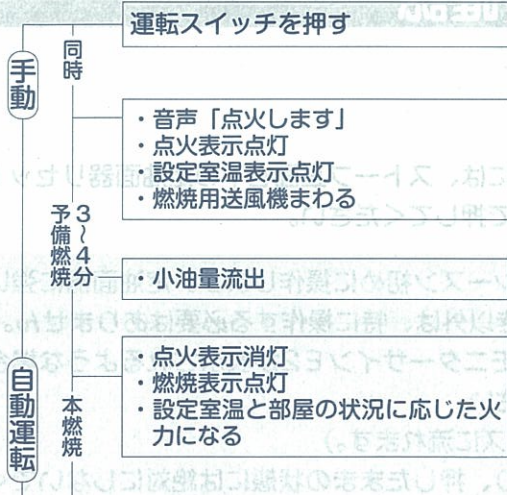 運転スイッチを押す
同時
手動
・音声「点火します」
・点火表示点灯
・設定室温表示点灯
・燃焼用送風機まわる
3～4分
予備燃焼
・小油量流出
・点火表示消灯
・燃焼表示点灯
・設定室温と部屋の状況に応じた火
力になる
自動運転
本燃焼